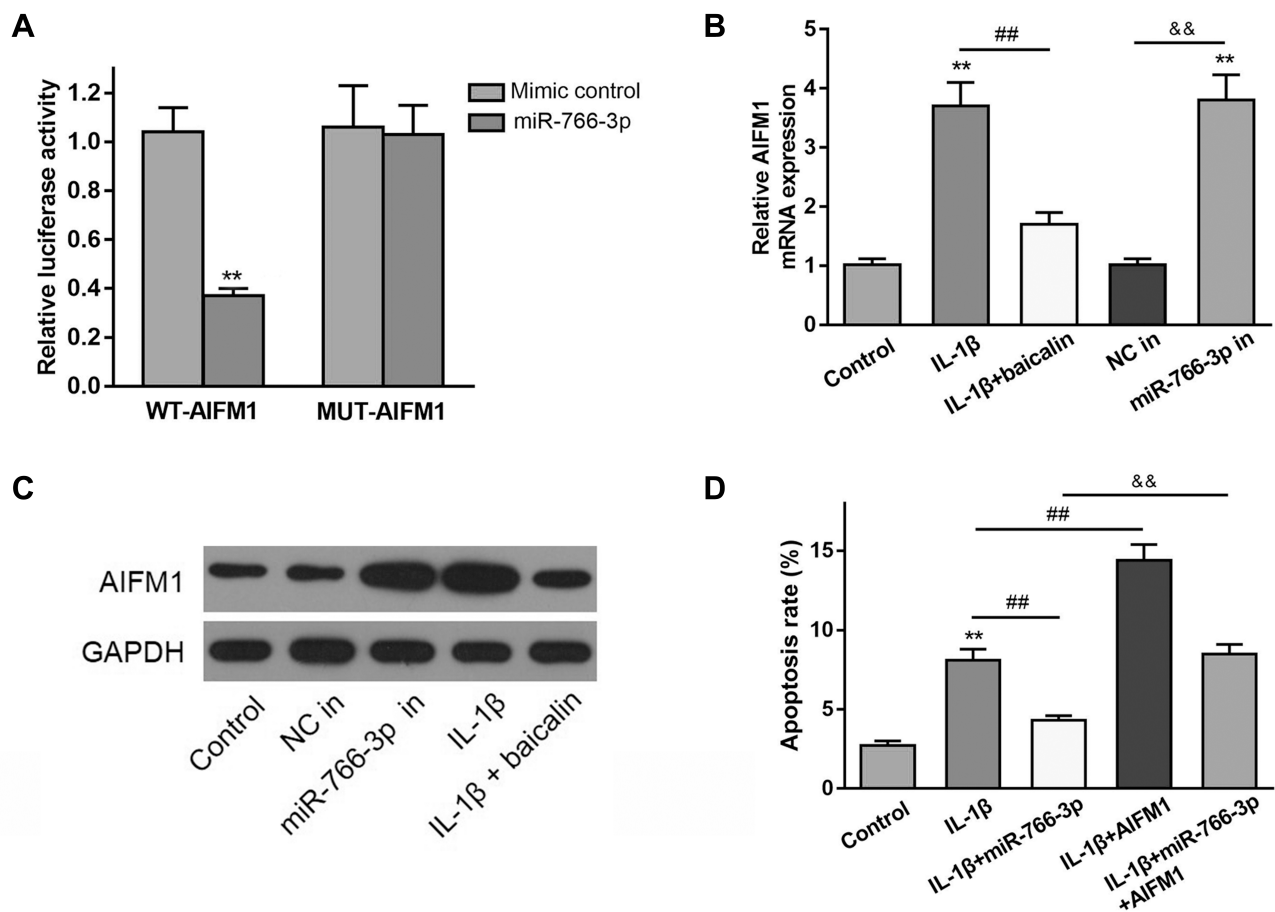 A
Relative luciferase activity
1.2
1.0
0.8
0.6
0.4
0.2
0.0
**
WT-AIFM1
MUT-AIFM1
Mimic control
miR-766-3p
B
Relative AIFM1
mRNA expression
5
4
3
2
1
0
##
&&
**
**
Control
IL-1β
IL-1β+baicalin
NC in
miR-766-3p in
C
AIFM1
GAPDH
Control
NC in
miR-766-3p in
IL-1β
IL-1β + baicalin
D
Apoptosis rate (%)
15
10
5
0
&&
##
##
**
Control
IL-1β
IL-1β+miR-766-3p
IL-1β+AIFM1
IL-1β+miR-766-3p
+AIFM1